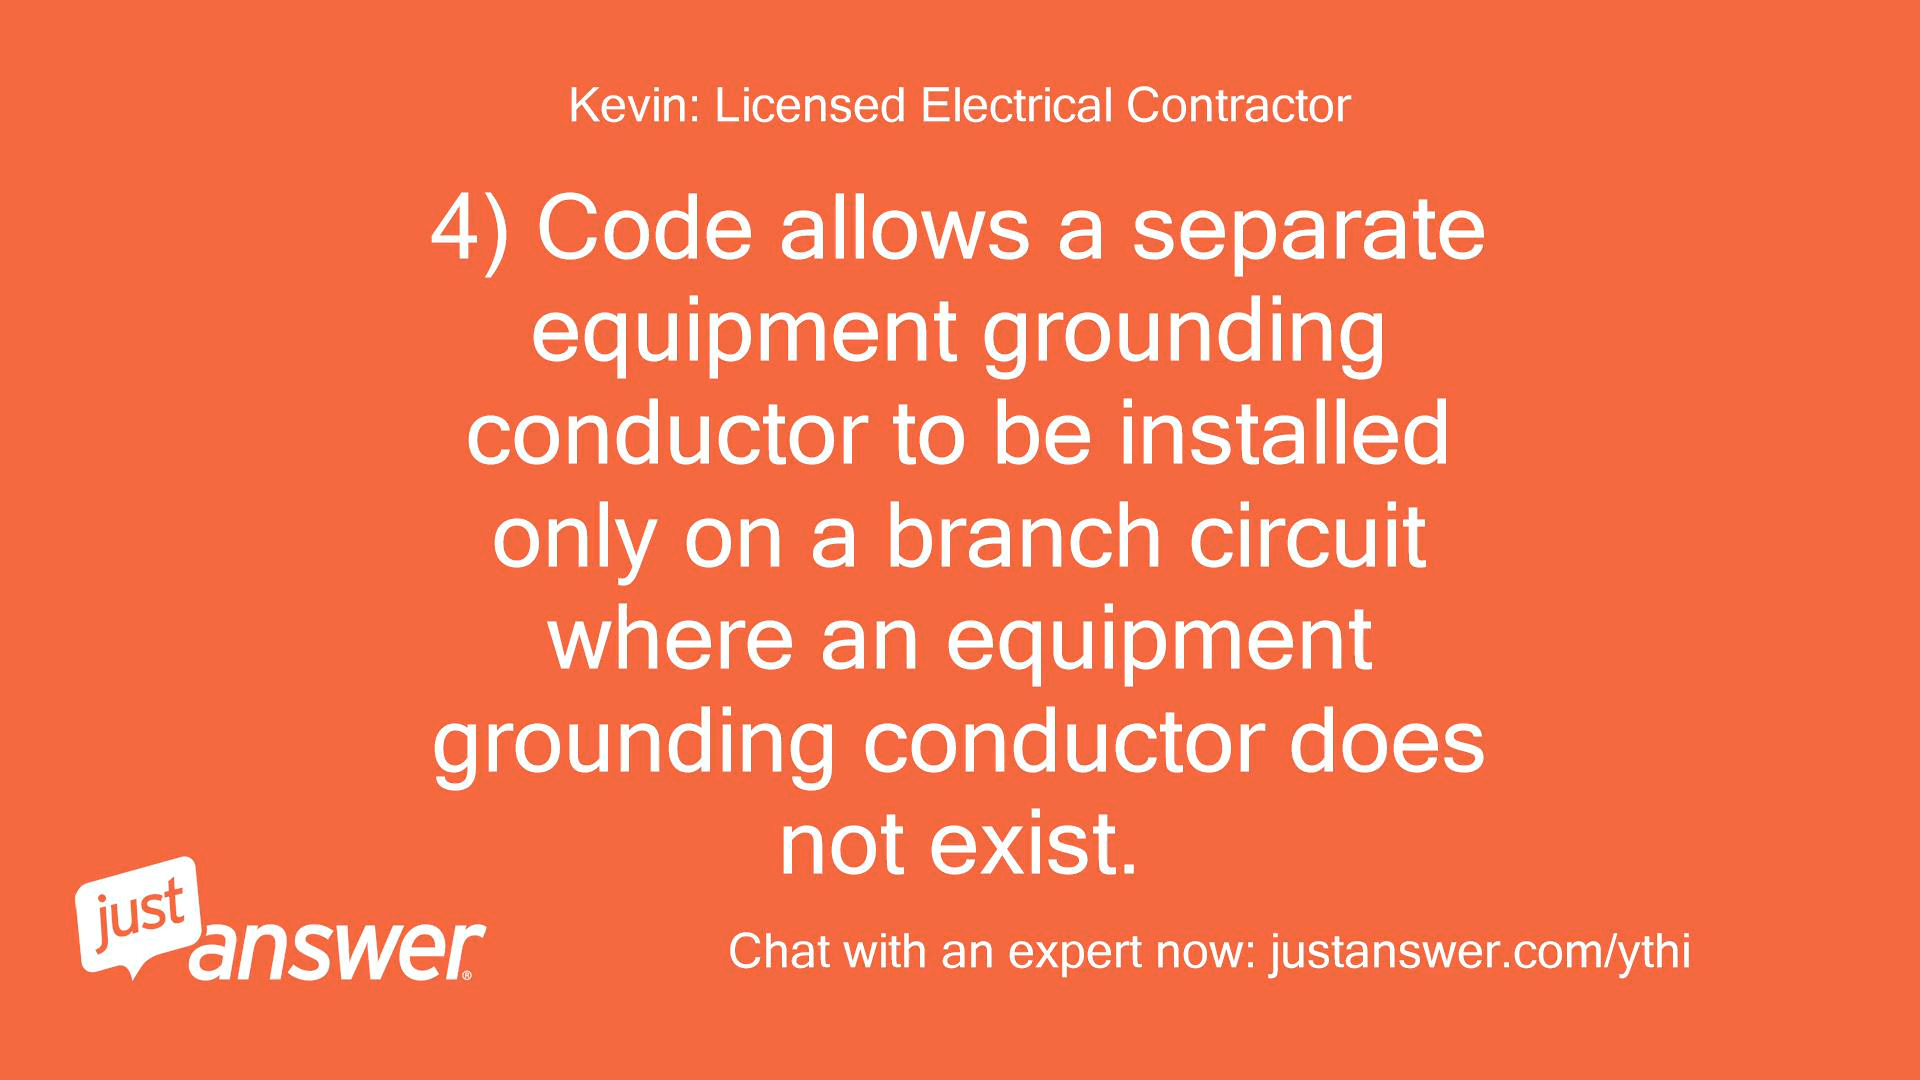 Kevin: Licensed Electrical Contractor
4) Code allows a separate
equipment grounding
conductor to be installed
only on a branch circuit
where an equipment
grounding conductor does
not exist.
just
answer®
Chat with an expert now: justanswer.com/ythi